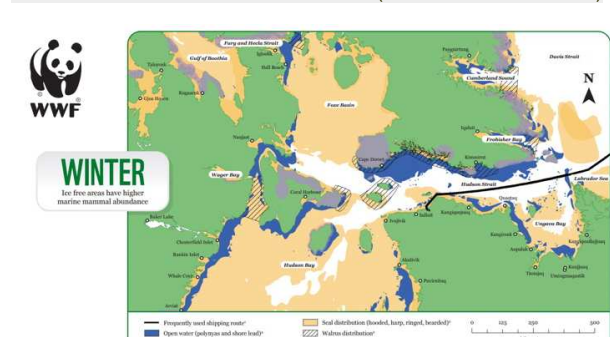 WWF
WINTER
Ice free areas have higher
marine mammal abundance
Fury and Hecla Strait
Gulf of Boothia
Igloolik
Hall Beach
Taloyoak
Kugaaruk
Gjoa Haven
Pangnirtung
Cumberland Sound
Davis Strait
N
Foxe Basin
Iqaluit
Frobisher Bay
Naujaat
Cape Dorset
Kimmirut
Wager Bay
Coral Harbour
Hudson Strait
Labrador Sea
Baker Lake
Chesterfield Inlet
Rankin Inlet
Whale Cove
Arviat
Ivujivik
Salluit
Kangiqsujuaq
Quaqtaq
Kangirsuk
Ungava Bay
Aupaluk
Tasiujaq
Kuujjuaq
Kangiqsualujjuaq
Hudson Bay
Akulivik
Puvirnituq
Frequently used shipping route
Open water (polynyas and shore lead)
Seal distribution (hooded, harp, ringed, bearded)
Walrus distribution
0 125 250 500